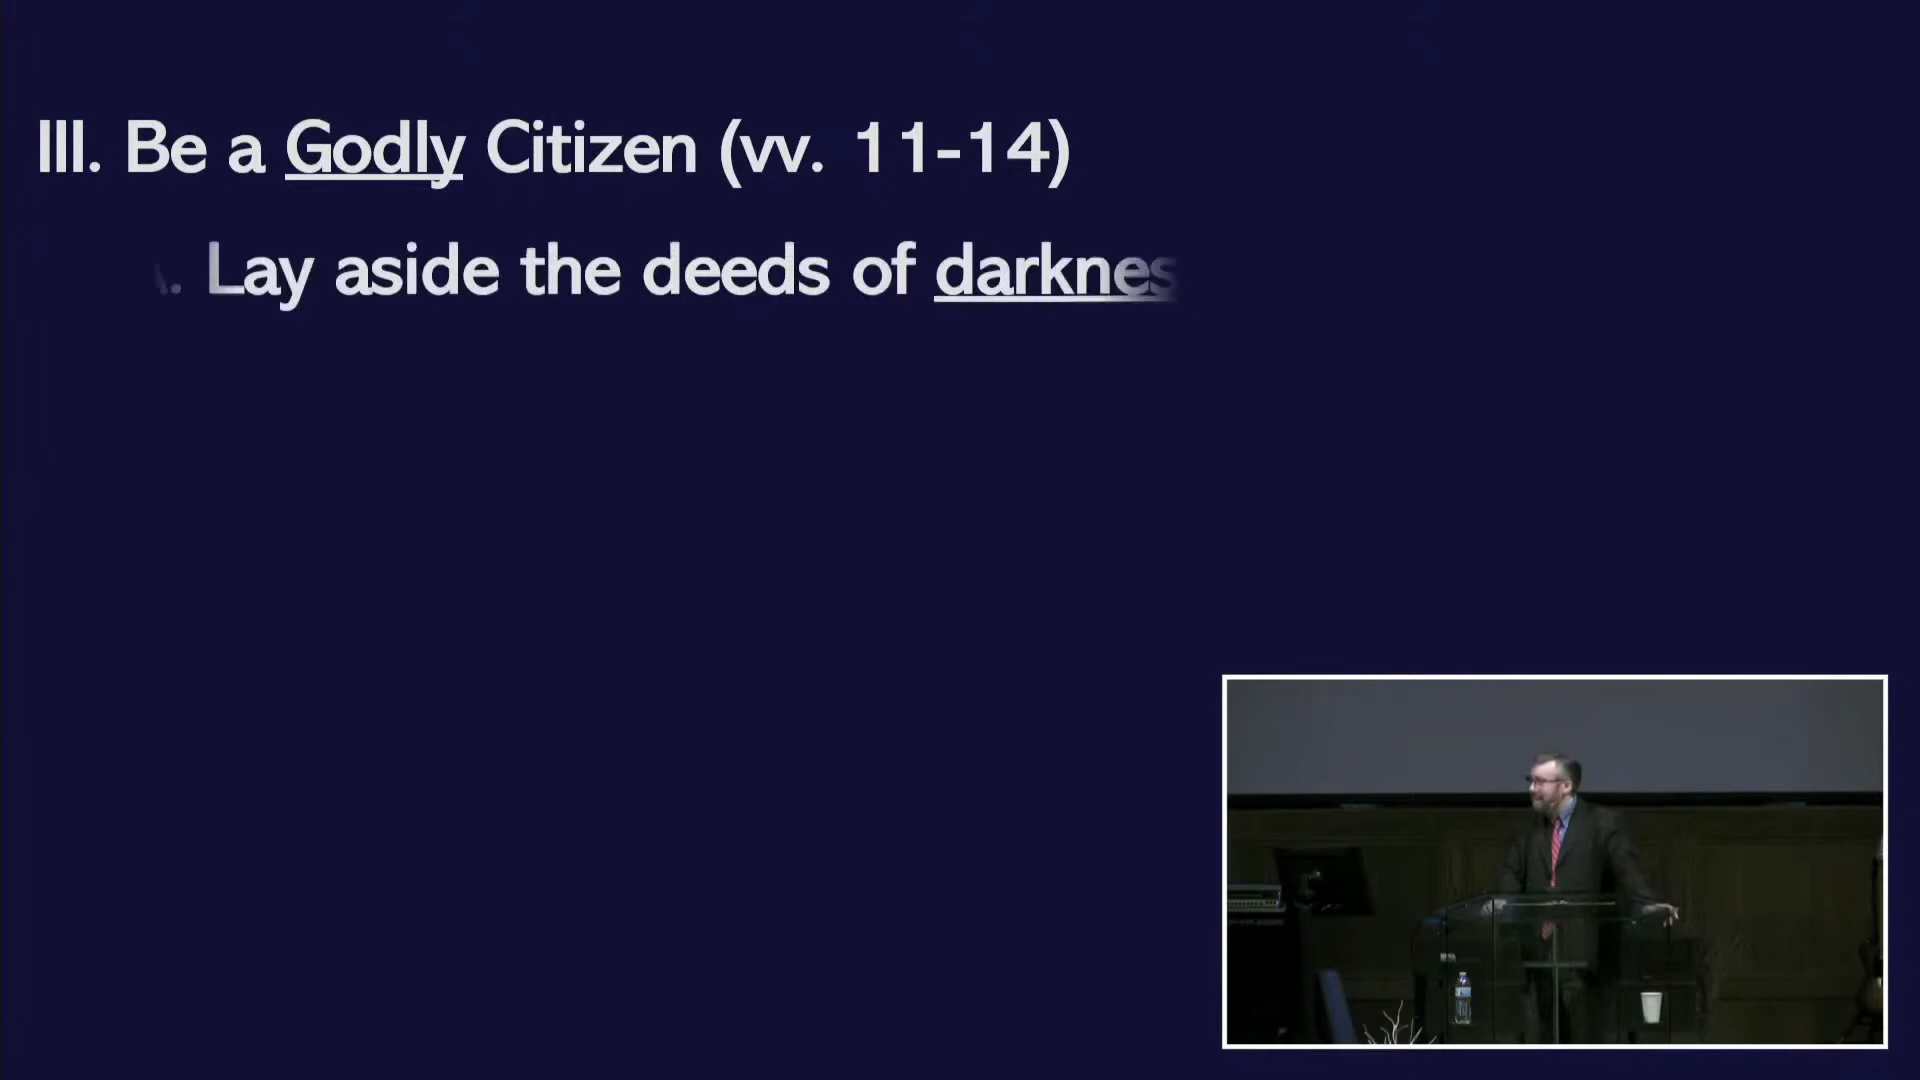 III. Be a Godly Citizen (vv. 11-14)
. Lay aside the deeds of darknes